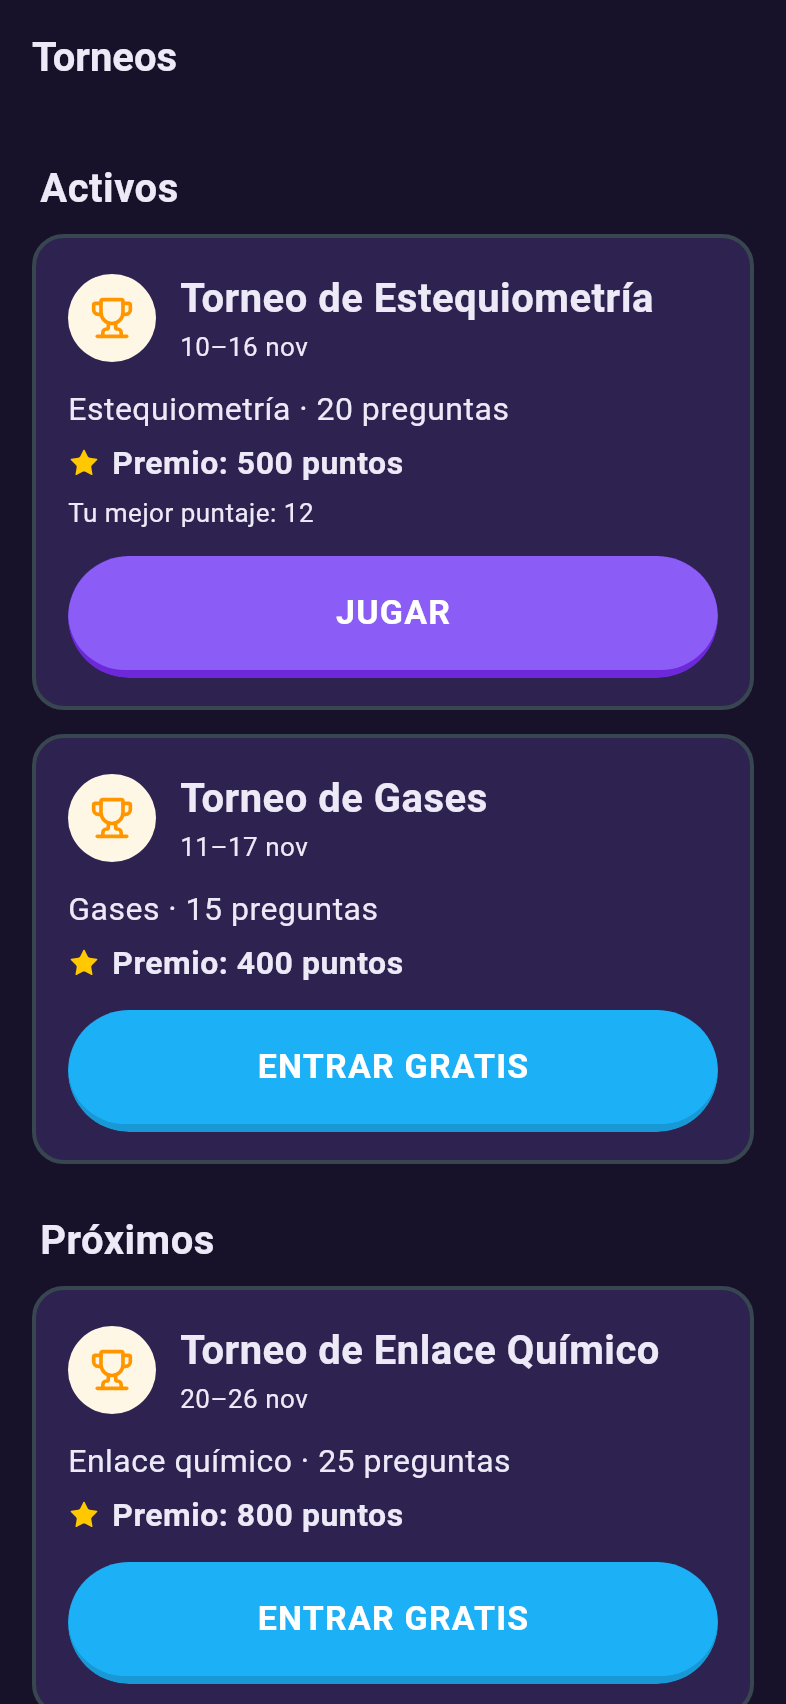 Torneos
Activos
Torneo de Estequiometría
10–16 nov
Estequiometría · 20 preguntas
Premio: 500 puntos
Tu mejor puntaje: 12
JUGAR
Torneo de Gases
11–17 nov
Gases · 15 preguntas
Premio: 400 puntos
ENTRAR GRATIS
Próximos
Torneo de Enlace Químico
20–26 nov
Enlace químico · 25 preguntas
Premio: 800 puntos
ENTRAR GRATIS